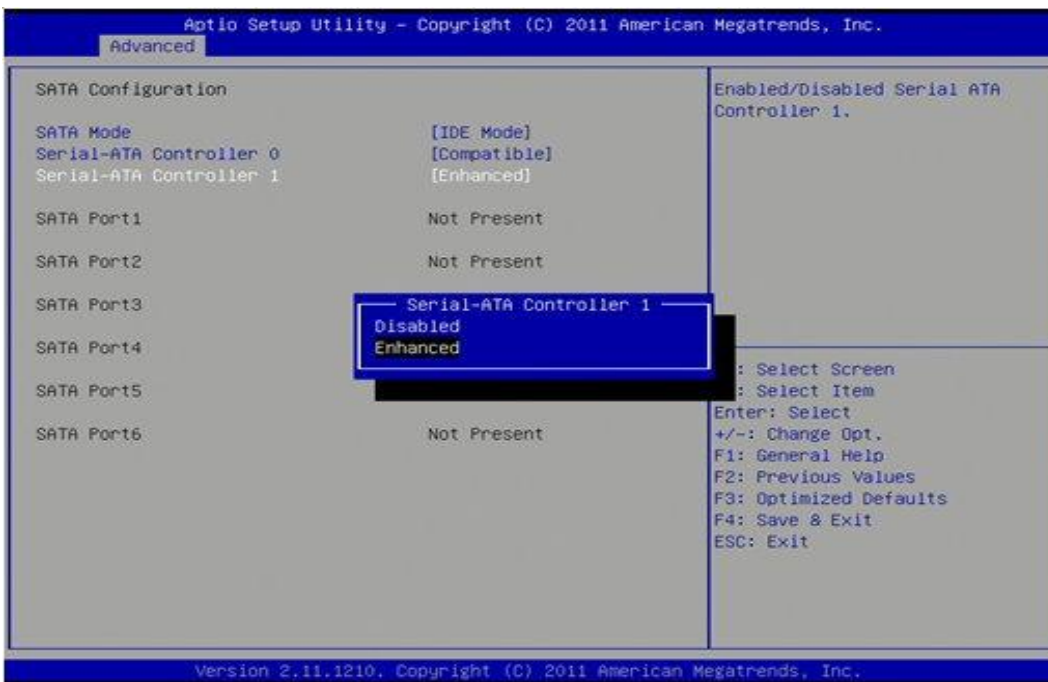 Aptio Setup Utility – Copyright (C) 2011 American Megatrends, Inc.
Advanced
SATA Configuration
SATA Mode [IDE Mode]
Serial-ATA Controller 0 [Compatible]
Serial-ATA Controller 1 [Enhanced]
SATA Port1 Not Present
SATA Port2 Not Present
SATA Port3
SATA Port4
SATA Port5
SATA Port6 Not Present
Serial-ATA Controller 1
Disabled
Enhanced
Enabled/Disabled Serial ATA
Controller 1.
: Select Screen
: Select Item
Enter: Select
+/-: Change Opt.
F1: General Help
F2: Previous Values
F3: Optimized Defaults
F4: Save & Exit
ESC: Exit
Version 2.11.1210. Copyright (C) 2011 American Megatrends, Inc.